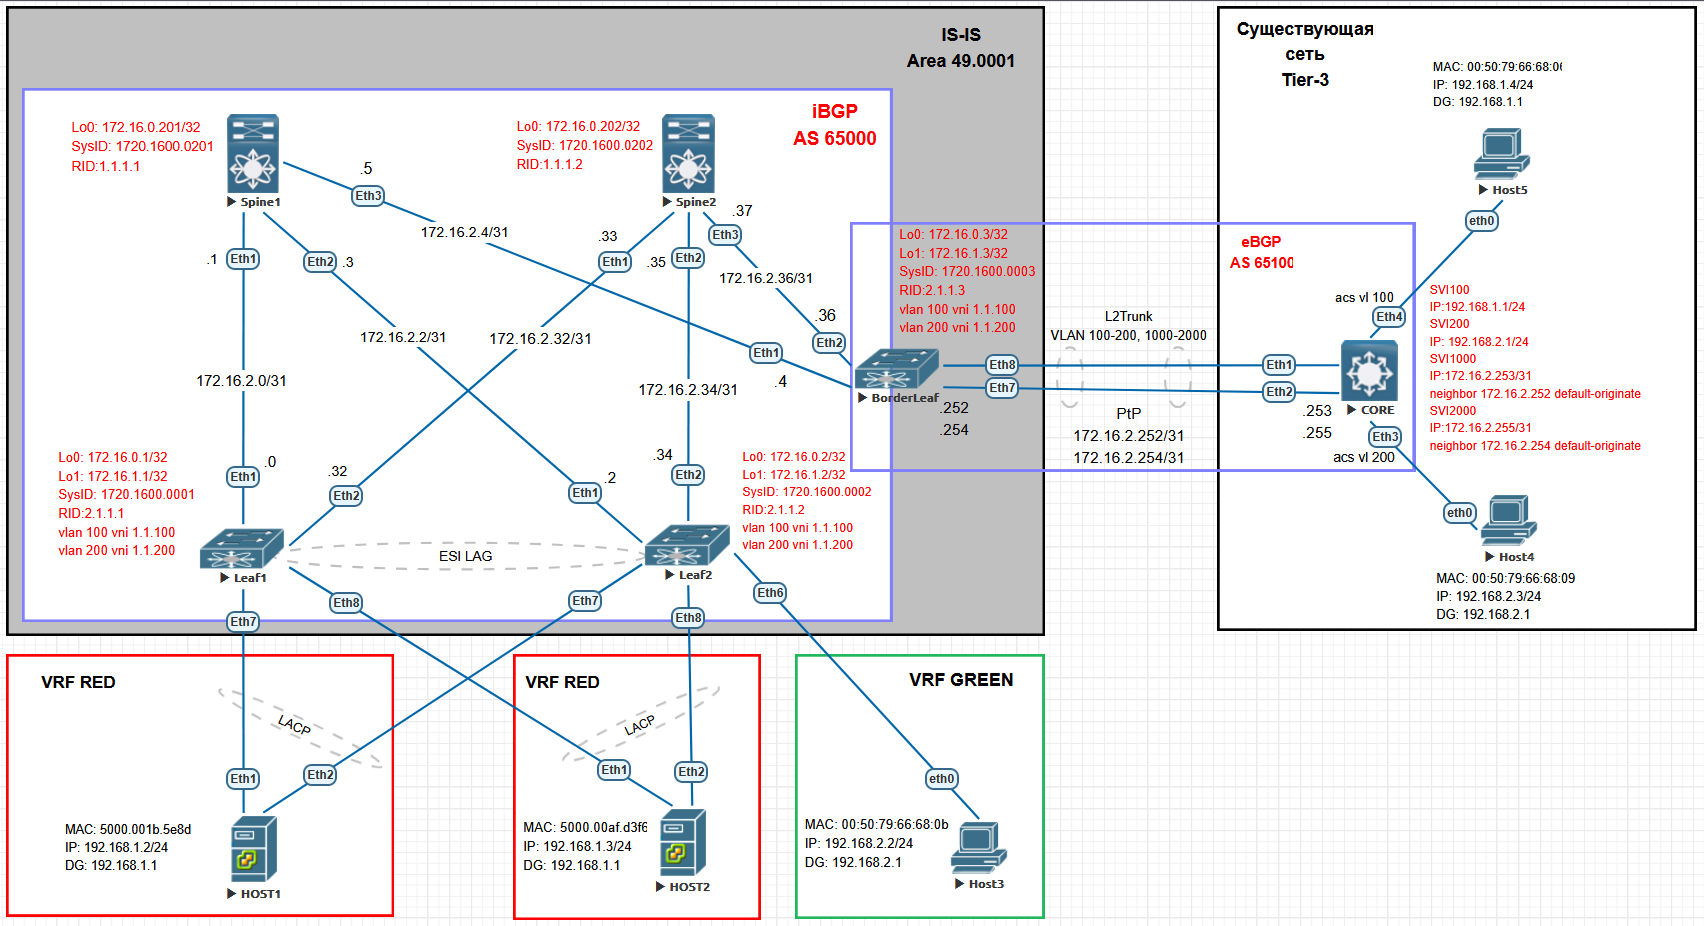 IS-IS
Area 49.0001
Существующая
сеть
Tier-3
MAC: 00:50:79:66:68:06
IP: 192.168.1.4/24
DG: 192.168.1.1
Host5
eth0
iBGP
AS 65000
Lo0: 172.16.0.201/32
SysID: 1720.1600.0201
RID:1.1.1.1
Spine1
Lo0: 172.16.0.202/32
SysID: 1720.1600.0202
RID:1.1.1.2
Spine2
.5
Eth3
172.16.2.4/31
.1
Eth1
Eth2
.3
.33
Eth1
.35
Eth2
.37
Eth3
172.16.2.36/31
.36
Eth2
Eth1
.4
172.16.2.0/31
172.16.2.2/31
172.16.2.32/31
172.16.2.34/31
Lo0: 172.16.0.3/32
Lo1: 172.16.1.3/32
SysID: 1720.1600.0003
RID:2.1.1.3
vlan 100 vni 1.1.100
vlan 200 vni 1.1.200
BorderLeaf
Eth8
Eth7
.252
.254
L2Trunk
VLAN 100-200, 1000-2000
PtP
172.16.2.252/31
172.16.2.254/31
eBGP
AS 65100
acs vl 100
Eth4
Eth1
Eth2
.253
.255
CORE
Eth3
acs vl 200
SVI100
IP:192.168.1.1/24
SVI200
IP: 192.168.2.1/24
SVI1000
IP:172.16.2.253/31
neighbor 172.16.2.252 default-originate
SVI2000
IP:172.16.2.255/31
neighbor 172.16.2.254 default-originate
eth0
Host4
MAC: 00:50:79:66:68:09
IP: 192.168.2.3/24
DG: 192.168.2.1
Lo0: 172.16.0.1/32
Lo1: 172.16.1.1/32
SysID: 1720.1600.0001
RID:2.1.1.1
vlan 100 vni 1.1.100
vlan 200 vni 1.1.200
Leaf1
Eth1
.0
.32
Eth2
ESI LAG
Eth1
.2
.34
Eth2
Lo0: 172.16.0.2/32
Lo1: 172.16.1.2/32
SysID: 1720.1600.0002
RID:2.1.1.2
vlan 100 vni 1.1.100
vlan 200 vni 1.1.200
Leaf2
Eth7
Eth8
Eth7
Eth8
Eth6
VRF RED
LACP
Eth1
Eth2
MAC: 5000.001b.5e8d
IP: 192.168.1.2/24
DG: 192.168.1.1
HOST1
VRF RED
LACP
Eth1
Eth2
MAC: 5000.00af.d3f6
IP: 192.168.1.3/24
DG: 192.168.1.1
HOST2
VRF GREEN
eth0
MAC: 00:50:79:66:68:0b
IP: 192.168.2.2/24
DG: 192.168.2.1
Host3